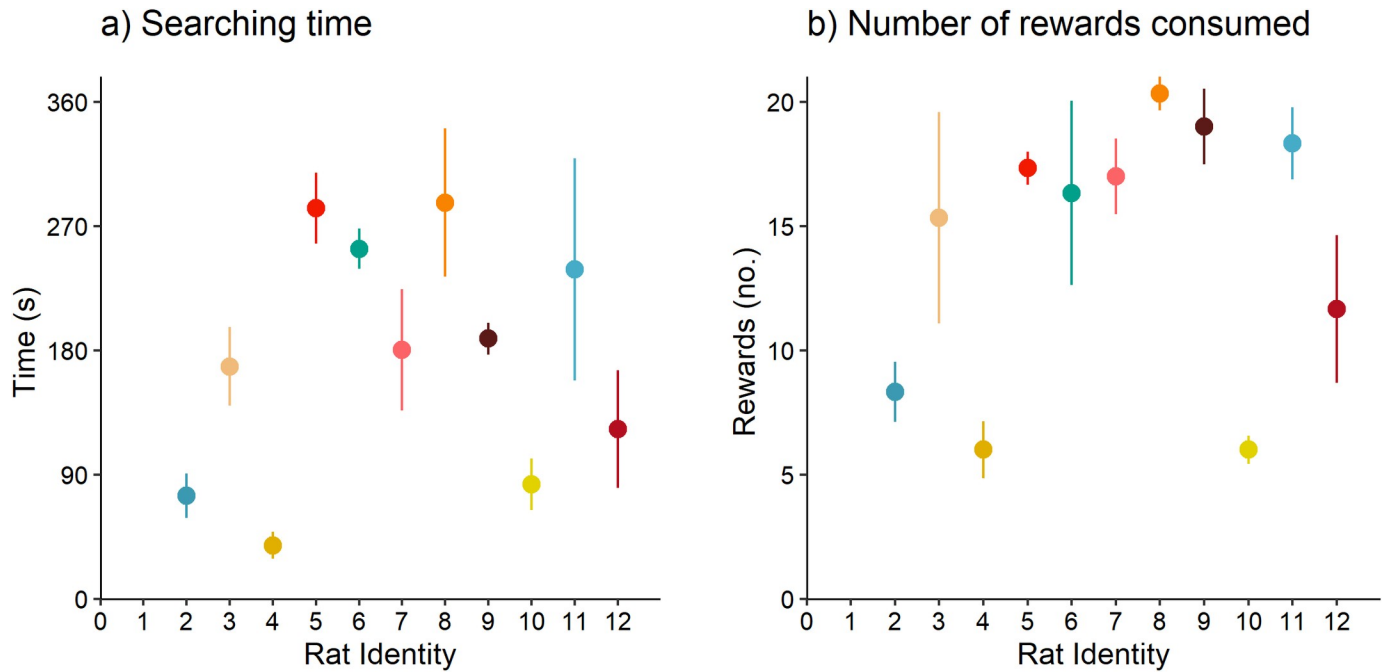 a) Searching time
360
270
180
90
0
Time (s)
0 1 2 3 4 5 6 7 8 9 10 11 12
Rat Identity
b) Number of rewards consumed
20
15
10
5
0
Rewards (no.)
0 1 2 3 4 5 6 7 8 9 10 11 12
Rat Identity